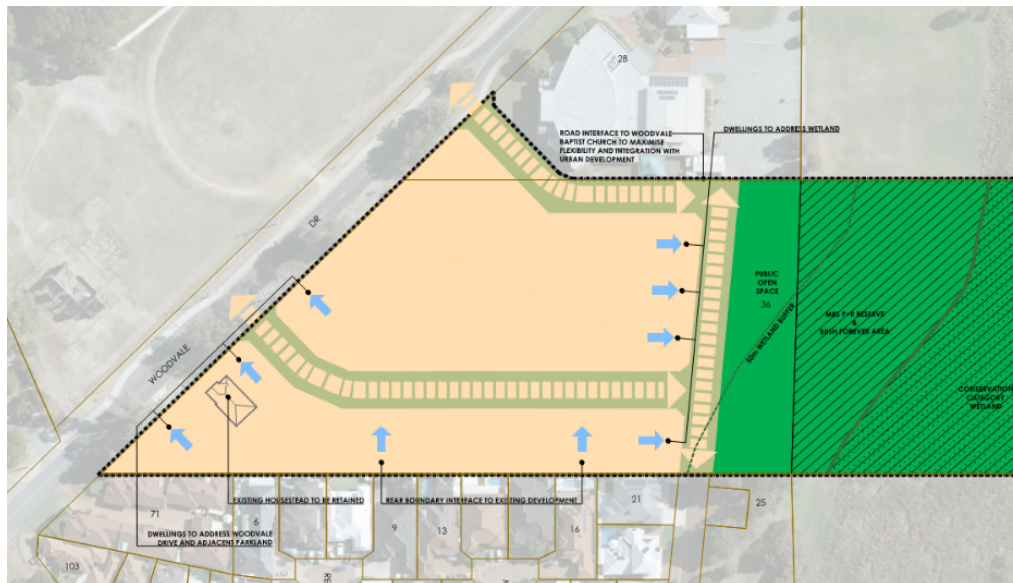 28
ROAD INTERFACE TO WOODVALE
BAPTIST CHURCH TO MAXIMISE
FLEXIBILITY AND INTEGRATION WITH
URBAN DEVELOPMENT
DWELLINGS TO ADDRESS WETLAND
DR
WOODVALE
PUBLIC
OPEN
SPACE
36
50m WETLAND BUFFER
MRS P+R RESERVE
BUSH FOREVER AREA
CONSERVATION
CATEGORY
WETLAND
EXISTING HOUSESTEAD TO BE RETAINED
REAR BOUNDARY INTERFACE TO EXISTING DEVELOPMENT
DWELLINGS TO ADDRESS WOODVALE
DRIVE AND ADJACENT PARKLAND
71
6
9
13
16
21
25
103
RE